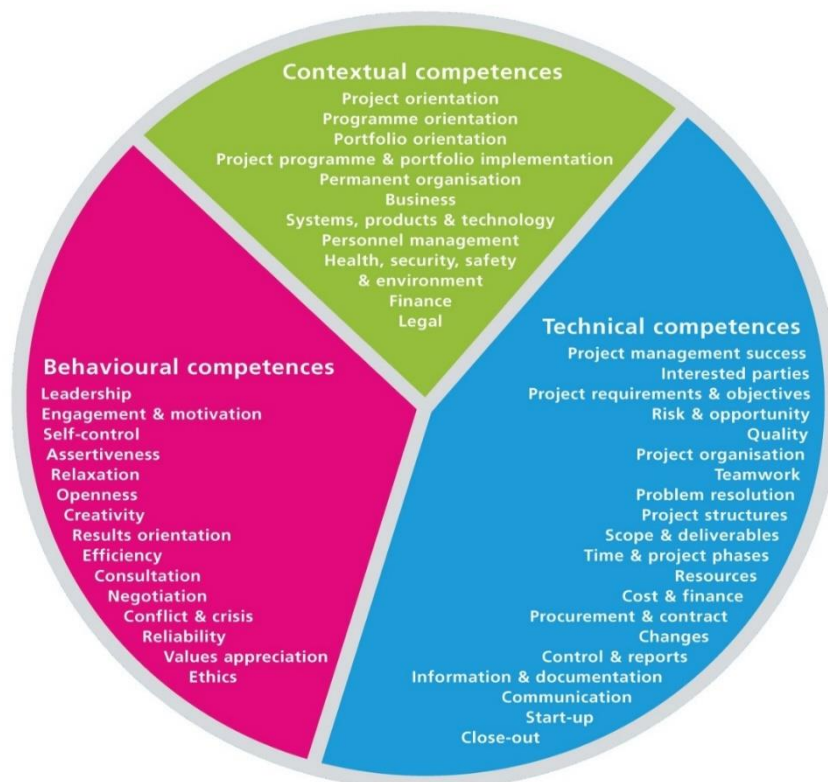 Contextual competences
Project orientation
Programme orientation
Portfolio orientation
Project programme & portfolio implementation
Permanent organisation
Business
Systems, products & technology
Personnel management
Health, security, safety
& environment
Finance
Legal
Behavioural competences
Leadership
Engagement & motivation
Self-control
Assertiveness
Relaxation
Openness
Creativity
Results orientation
Efficiency
Consultation
Negotiation
Conflict & crisis
Reliability
Values appreciation
Ethics
Technical competences
Project management success
Interested parties
Project requirements & objectives
Risk & opportunity
Quality
Project organisation
Teamwork
Problem resolution
Project structures
Scope & deliverables
Time & project phases
Resources
Cost & finance
Procurement & contract
Changes
Control & reports
Information & documentation
Communication
Start-up
Close-out